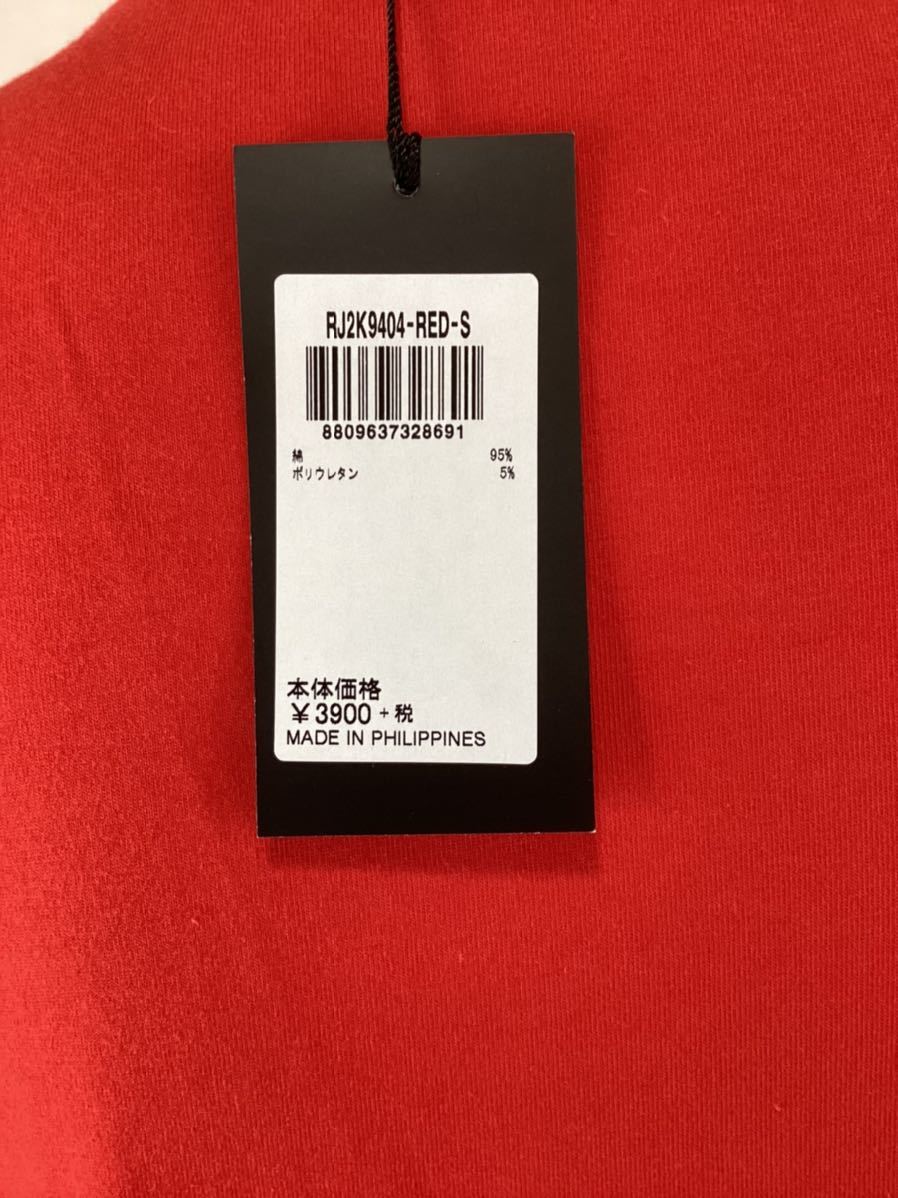 RJ2K9404-RED-S
8809637328691
綿 95%
ポリウレタン 5%
本体価格
¥3900 +税
MADE IN PHILIPPINES